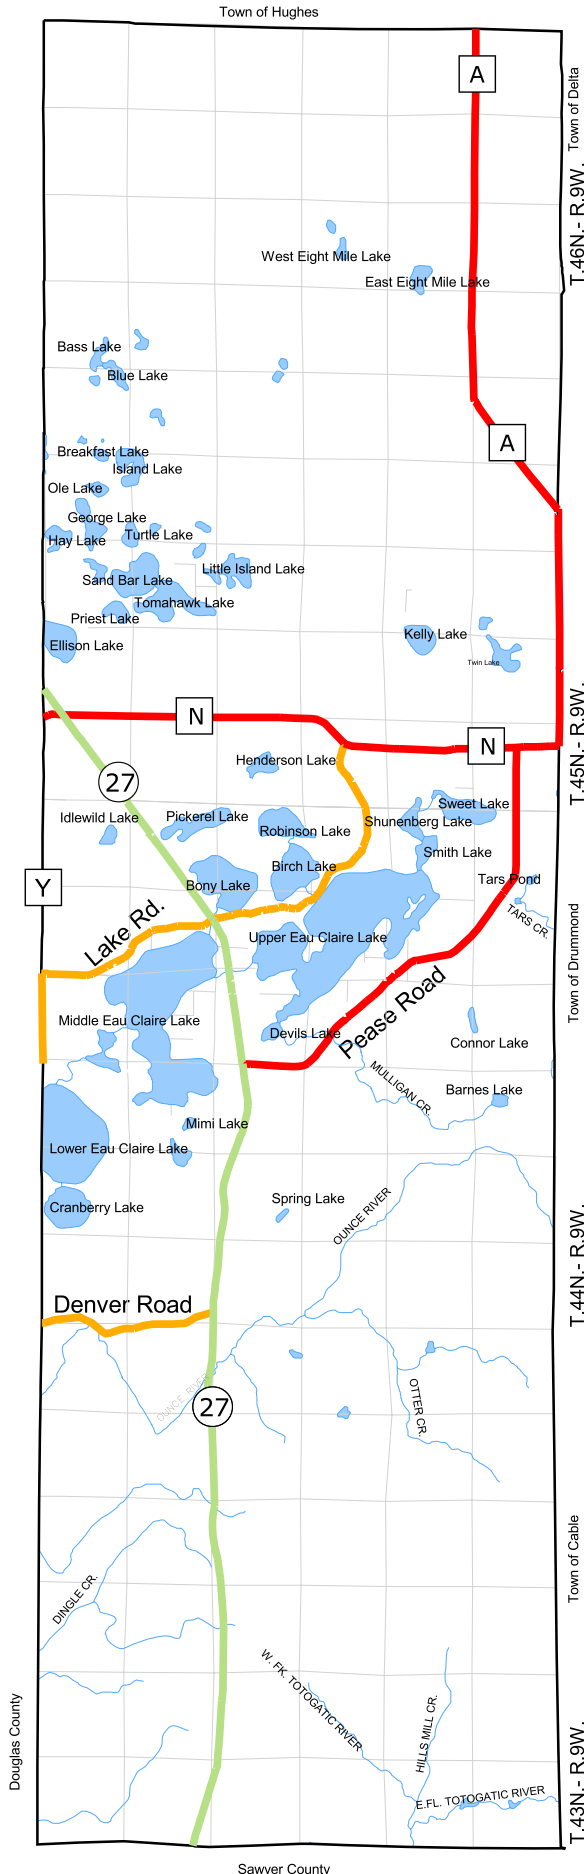 Town of Hughes
A
Town of Delta
T.46N.- R.9W.
West Eight Mile Lake
East Eight Mile Lake
Bass Lake
Blue Lake
A
Breakfast Lake
Island Lake
Ole Lake
George Lake
Turtle Lake
Hay Lake
Little Island Lake
Sand Bar Lake
Tomahawk Lake
Priest Lake
Kelly Lake
Ellison Lake
Twin Lake
T.45N.- R.9W.
N
N
Henderson Lake
27
Sweet Lake
Idlewild Lake
Pickerel Lake
Shunenberg Lake
Robinson Lake
Smith Lake
Birch Lake
Tars Pond
Y
Bony Lake
TARS CR.
Lake Rd.
Upper Eau Claire Lake
Town of Drummond
Middle Eau Claire Lake
Devils Lake
Pease Road
Connor Lake
MULLIGAN CR.
Barnes Lake
Mimi Lake
Lower Eau Claire Lake
Spring Lake
Cranberry Lake
OUNCE RIVER
T.44N.- R.9W.
Denver Road
OUNCE RIVER
27
OTTER CR.
Town of Cable
DINGLE CR.
W. FK. TOTOGATIC RIVER
HILLS MILL CR.
Douglas County
E.FL. TOTOGATIC RIVER
T.43N.- R.9W.
Sawyer County